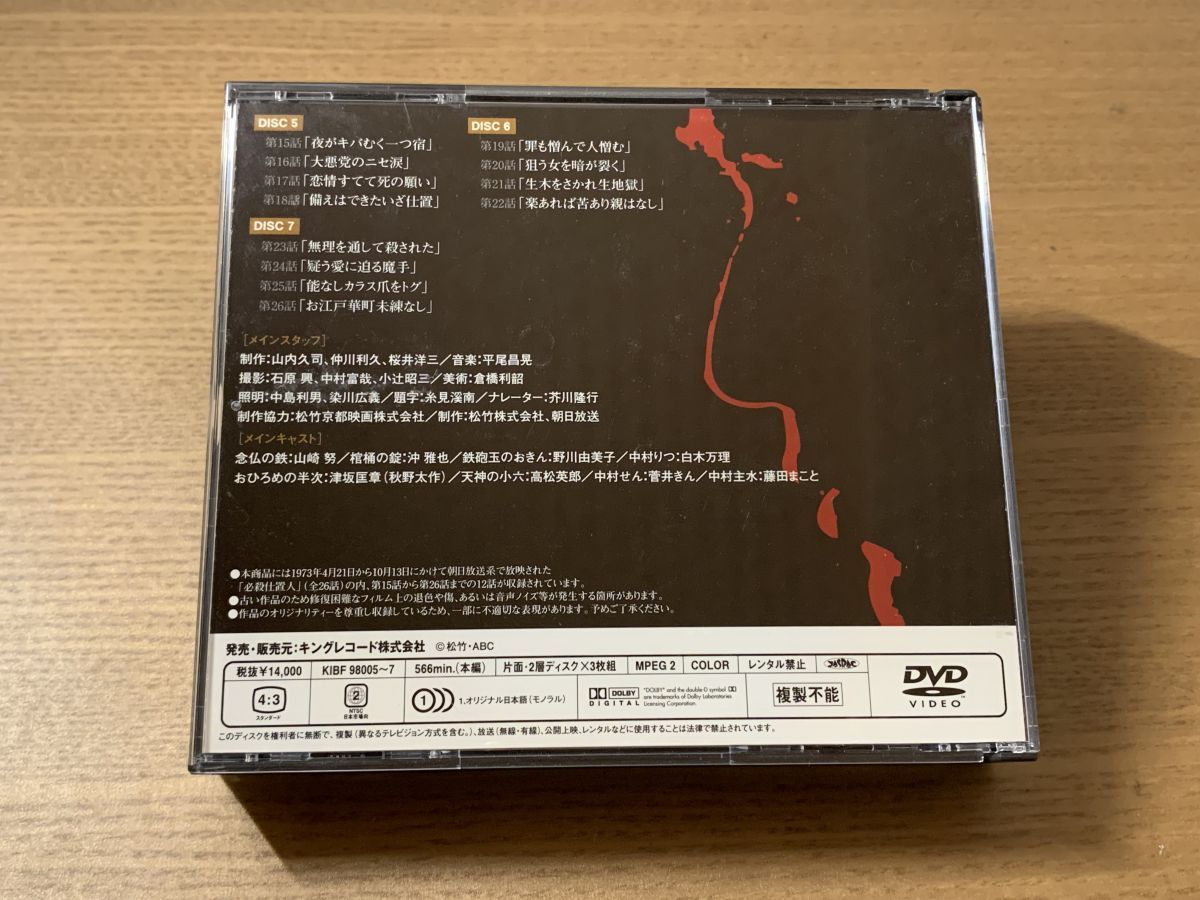 DISC 5
第15話「夜がキバむく一つ宿」
第16話「大悪党のニセ涙」
第17話「恋情すてて死の願い」
第18話「備えはできたいざ仕置」
DISC 6
第19話「罪も憎んで人憎む」
第20話「狙う女を暗が裂く」
第21話「生木をさかれ生地獄」
第22話「楽あれば苦あり親はなし」
DISC 7
第23話「無理を通して殺された」
第24話「疑う愛に迫る魔手」
第25話「能なしカラス爪をトグ」
第26話「お江戸華町未練なし」
[メインスタッフ]
制作：山内久司、仲川利久、桜井洋三／音楽：平尾昌晃
撮影：石原 興、中村富哉、小辻昭三／美術：倉橋利韶
照明：中島利男、染川広義／題字：糸見溪南／ナレーター：芥川隆行
制作協力：松竹京都映画株式会社／制作：松竹株式会社、朝日放送
[メインキャスト]
念仏の鉄：山崎 努／棺桶の錠：沖 雅也／鉄砲玉のおきん：野川由美子／中村りつ：白木万理
おひろめの半次：津坂匡章（秋野太作）／天神の小六：高松英郎／中村せん：菅井きん／中村主水：藤田まこと
●本商品には1973年4月21日から10月13日にかけて朝日放送系で放映された
「必殺仕置人」（全26話）の内、第15話から第26話までの12話が収録されています。
●古い作品のため修復困難なフィルム上の退色や傷、あるいは音声ノイズ等が発生する箇所があります。
●作品のオリジナリティーを尊重し収録しているため、一部に不適切な表現があります。予めご了承ください。
発売・販売元：キングレコード株式会社 ©松竹・ABC
税抜¥14,000 KIBF 98005〜7 566min.（本編） 片面・2層ディスク×3枚組 MPEG 2 COLOR レンタル禁止
4:3
スタンダード
2
NTSC
日本市場向
1
1.オリジナル日本語（モノラル）
DOLBY
DIGITAL
"DOLBY" and the double-D symbol
are trademarks of Dolby Laboratories
Licensing Corporation.
複製不能
DVD
VIDEO
このディスクを権利者に無断で、複製（異なるテレビジョン方式を含む。）、放送（無線・有線）、公開上映、レンタルなどに使用することは法律で禁止されています。